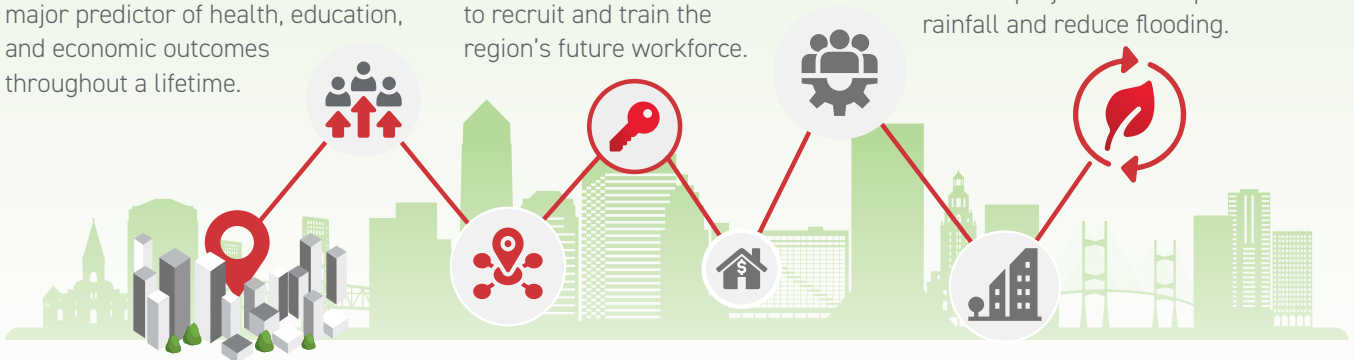 major predictor of health, education,
and economic outcomes
throughout a lifetime.
to recruit and train the
region's future workforce.
rainfall and reduce flooding.
$